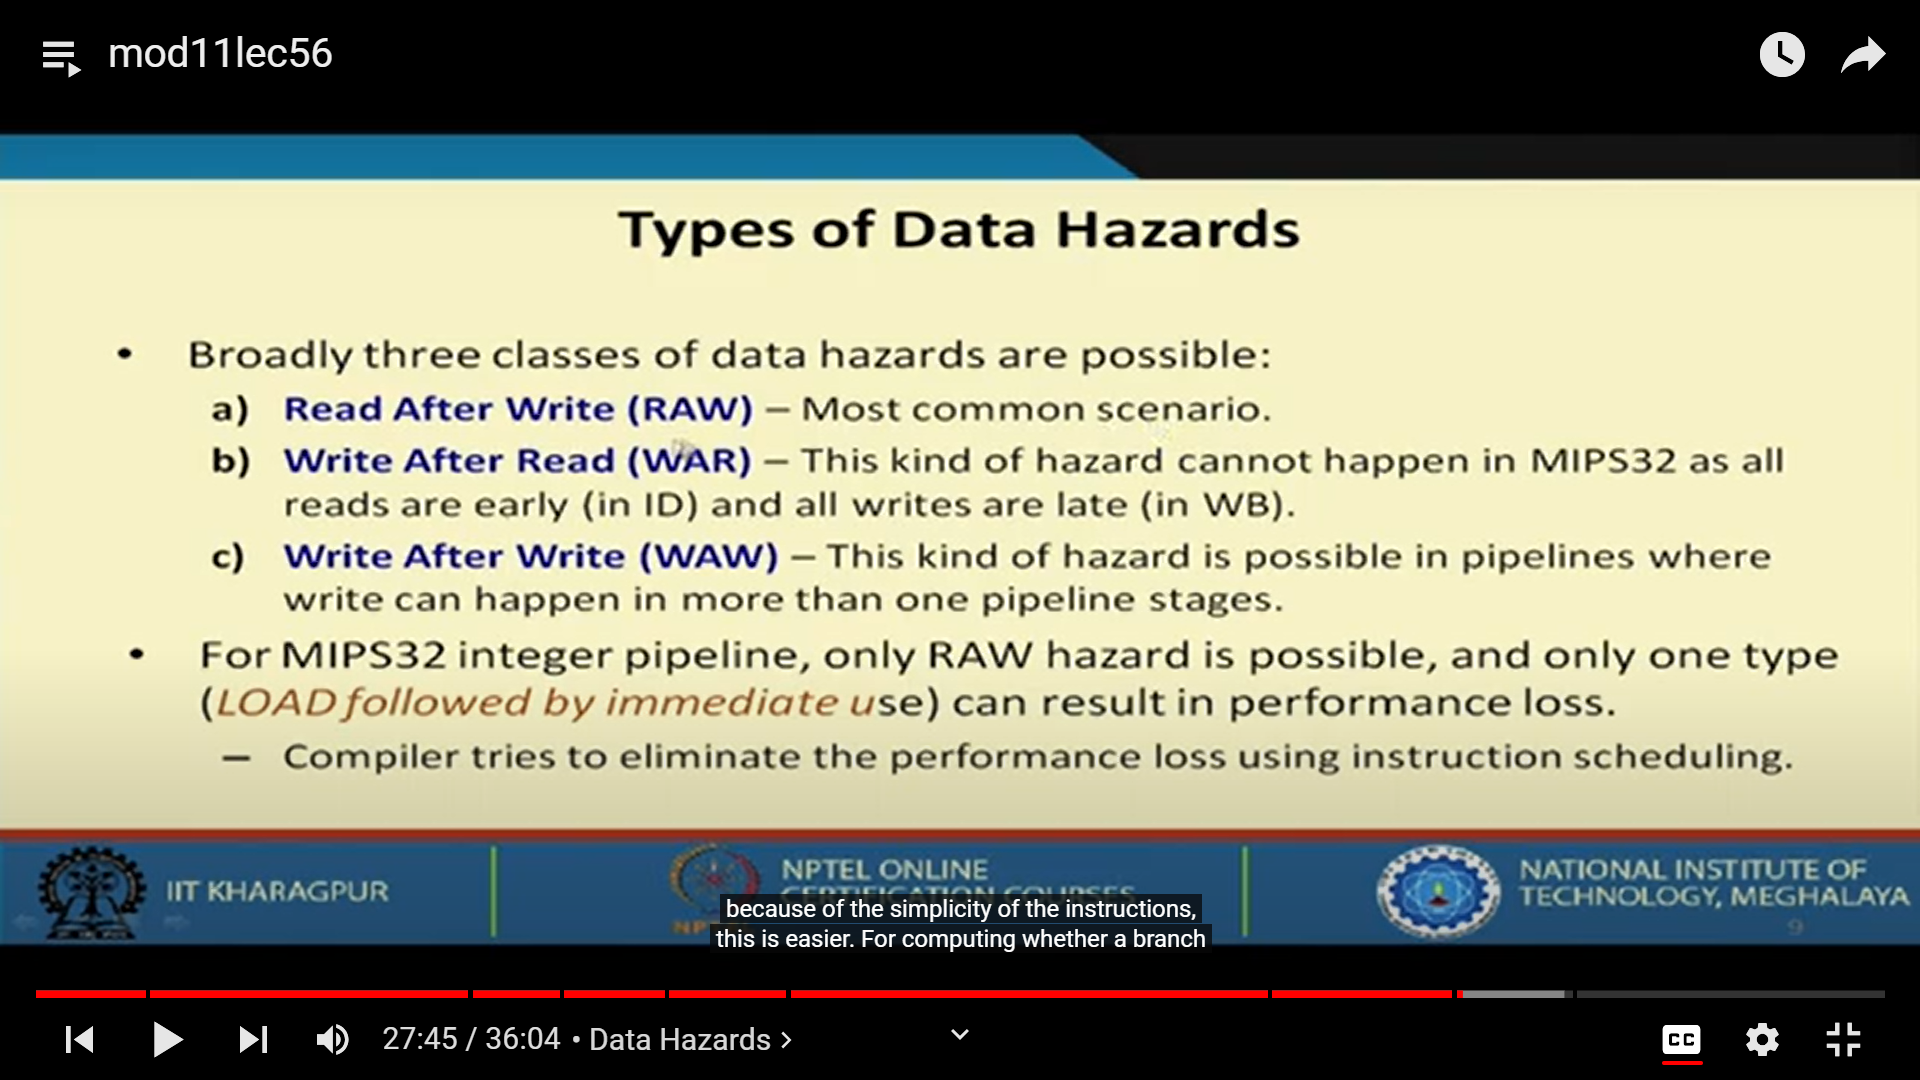 mod11lec56
Types of Data Hazards
• Broadly three classes of data hazards are possible:
a) Read After Write (RAW) – Most common scenario.
b) Write After Read (WAR) – This kind of hazard cannot happen in MIPS32 as all
reads are early (in ID) and all writes are late (in WB).
c) Write After Write (WAW) – This kind of hazard is possible in pipelines where
write can happen in more than one pipeline stages.
• For MIPS32 integer pipeline, only RAW hazard is possible, and only one type
(LOAD followed by immediate use) can result in performance loss.
– Compiler tries to eliminate the performance loss using instruction scheduling.
IIT KHARAGPUR
NPTEL ONLINE
CERTIFICATION COURSES
NATIONAL INSTITUTE OF
TECHNOLOGY, MEGHALAYA
9
because of the simplicity of the instructions,
this is easier. For computing whether a branch
27:45 / 36:04 • Data Hazards >
CC